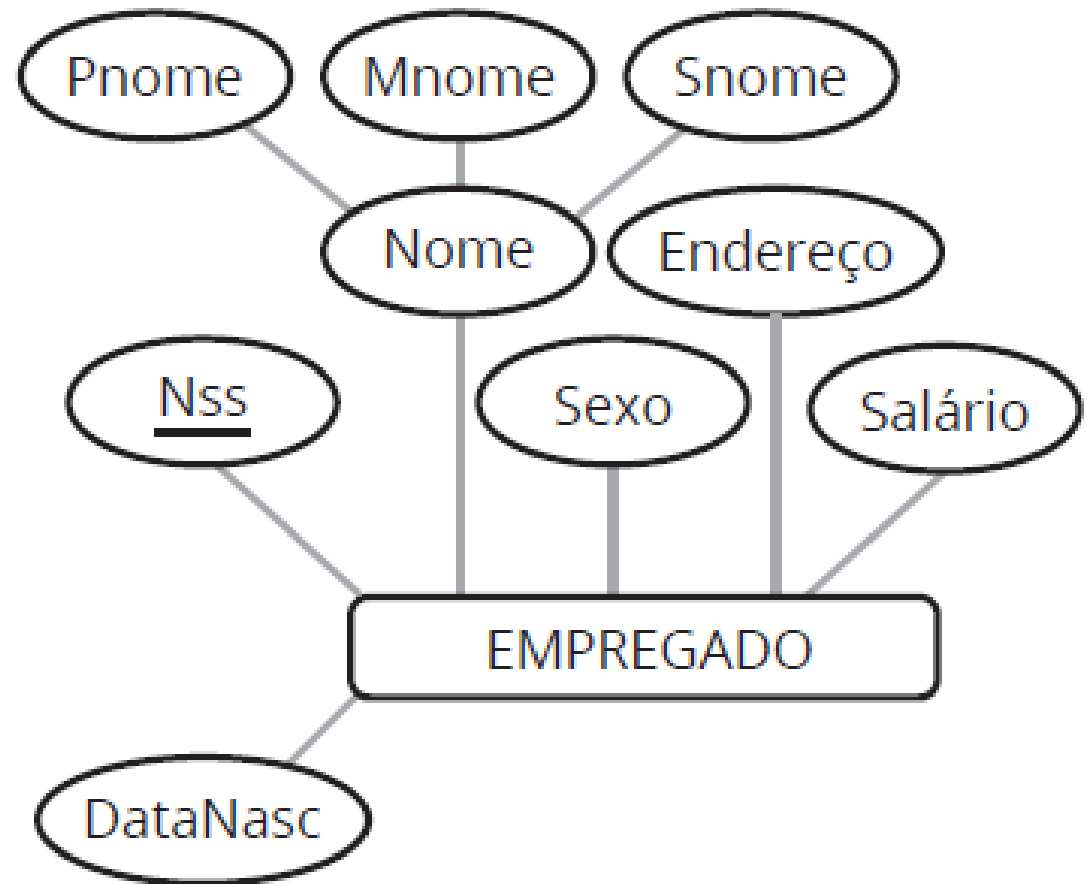 Pnome
Mnome
Snome
Nome
Endereço
Nss
Sexo
Salário
EMPREGADO
DataNasc